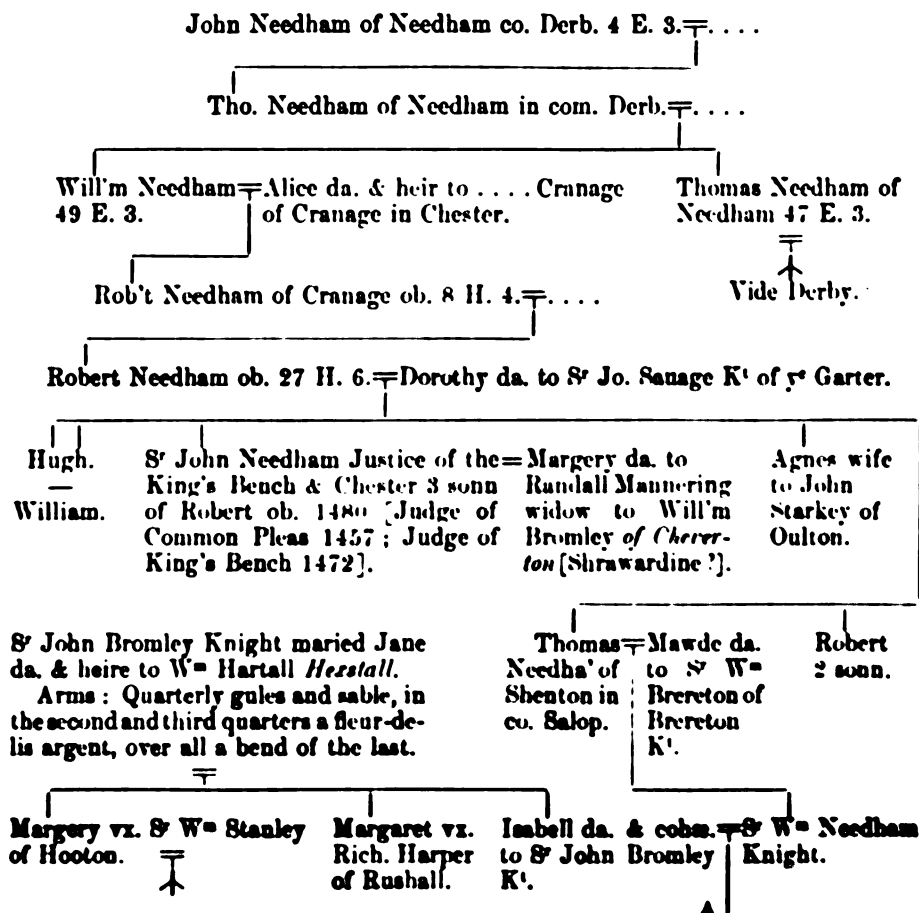 John Needham of Needham co. Derb. 4 E. 3.=. . . .
Tho. Needham of Needham in com. Derb.=. . . .
Will'm Needham=Alice da. & heir to . . . . Cranage
49 E. 3.
of Cranage in Chester.
Thomas Needham of
Needham 47 E. 3.
=
Vide Derby.
Rob't Needham of Cranage ob. 8 H. 4.=. . . .
Robert Needham ob. 27 H. 6.=Dorothy da. to Sr Jo. Sauage Kt of ye Garter.
Hugh.
—
William.
Sr John Needham Justice of the=
King's Bench & Chester 3 sonn
of Robert ob. 1480 [Judge of
Common Pleas 1457; Judge of
King's Bench 1472].
Margery da. to
Randall Mannering
widow to Will'm
Bromley of Cherer-
ton [Shrawardine?].
Agnes wife
to John
Starkey of
Oulton.
Sr John Bromley Knight maried Jane
da. & heire to Wm Hartall Hexstall.
Arms: Quarterly gules and sable, in
the second and third quarters a fleur-de-
lis argent, over all a bend of the last.
=
Thomas=
Needha' of
Shenton in
co. Salop.
Mawde da.
to Sr Wm
Brereton of
Brereton
Kt.
Robert
2 sonn.
Margery vx. Sr Wm Stanley
of Hooton.
=
Margaret vx.
Rich. Harper
of Rushall.
Isabell da. & cohe.=Sr Wm Needham
to Sr John Bromley
Kt.
Knight.